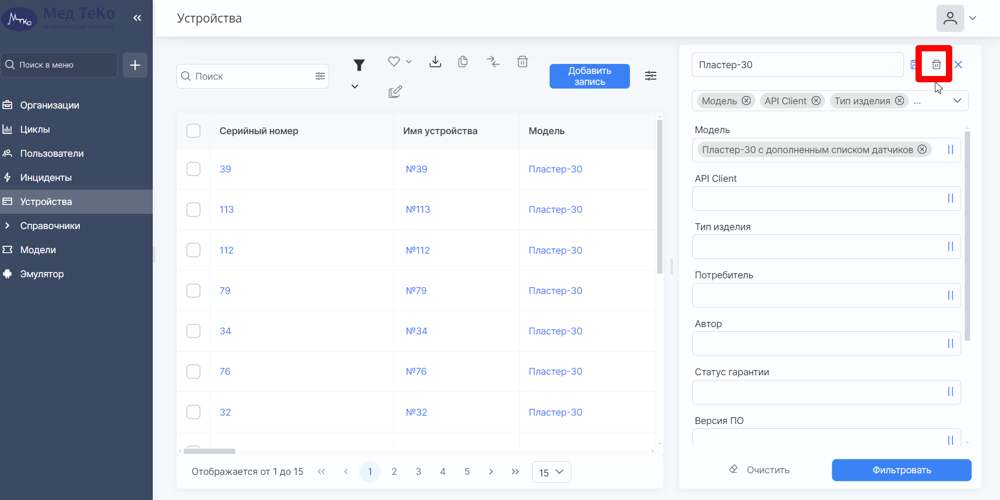 Мтко
Мед ТеКо
медицинская техника
Устройства
Поиск в меню
Организации
Циклы
Пользователи
Инциденты
Устройства
Справочники
Модели
Эмулятор
Поиск
Добавить
запись
Серийный номер Имя устройства Модель
39 №39 Пластер-30
113 №113 Пластер-30
112 №112 Пластер-30
79 №79 Пластер-30
34 №34 Пластер-30
76 №76 Пластер-30
32 №32 Пластер-30
Отображается от 1 до 15 1 2 3 4 5 15
Пластер-30
Модель API Client Тип изделия ...
Модель
Пластер-30 с дополненным списком датчиков
API Client
Тип изделия
Потребитель
Автор
Статус гарантии
Версия ПО
Очистить Фильтровать